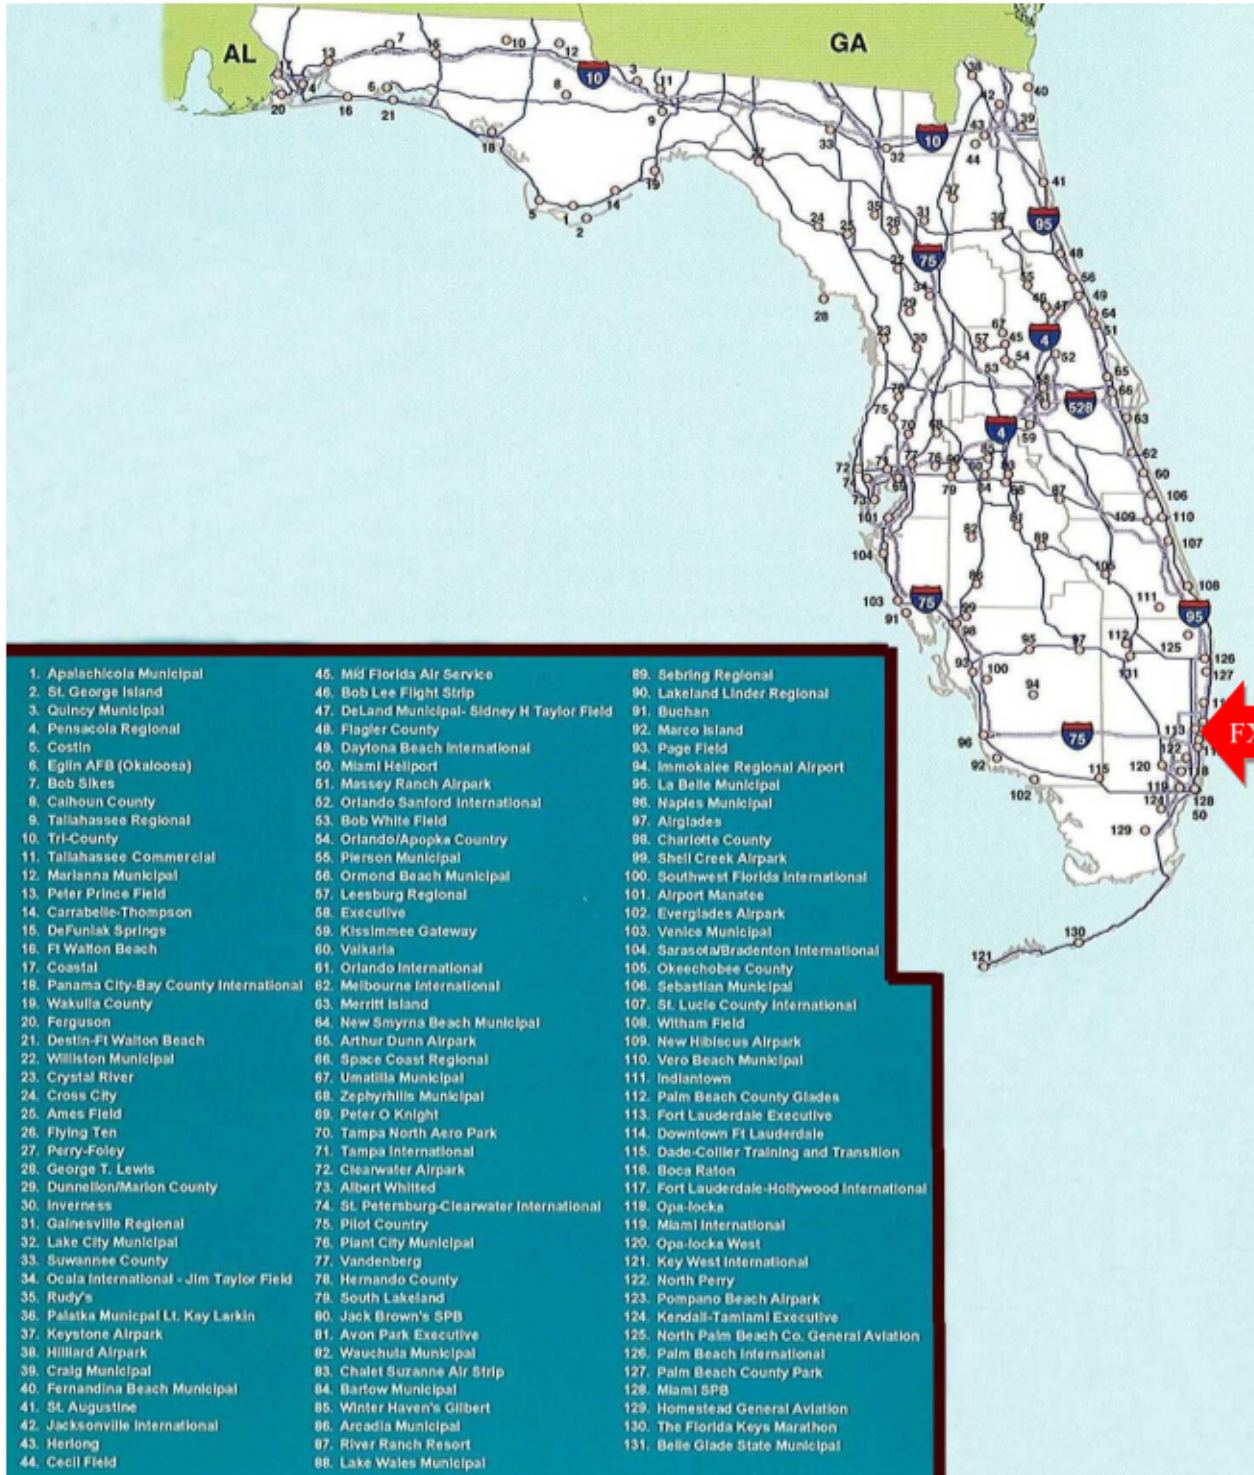 AL
GA
10
10
95
75
4
528
4
75
95
75
FX
1. Apalachicola Municipal
2. St. George Island
3. Quincy Municipal
4. Pensacola Regional
5. Costin
6. Eglin AFB (Okaloosa)
7. Bob Sikes
8. Calhoun County
9. Tallahassee Regional
10. Tri-County
11. Tallahassee Commercial
12. Marianna Municipal
13. Peter Prince Field
14. Carrabelle-Thompson
15. DeFuniak Springs
16. Ft Walton Beach
17. Coastal
18. Panama City-Bay County International
19. Wakulla County
20. Ferguson
21. Destin-Ft Walton Beach
22. Williston Municipal
23. Crystal River
24. Cross City
25. Ames Field
26. Flying Ten
27. Perry-Foley
28. George T. Lewis
29. Dunnellon/Marion County
30. Inverness
31. Gainesville Regional
32. Lake City Municipal
33. Suwannee County
34. Ocala International - Jim Taylor Field
35. Rudy's
36. Palatka Municpal Lt. Kay Larkin
37. Keystone Airpark
38. Hilliard Airpark
39. Craig Municipal
40. Fernandina Beach Municipal
41. St. Augustine
42. Jacksonville International
43. Herlong
44. Cecil Field
45. Mid Florida Air Service
46. Bob Lee Flight Strip
47. DeLand Municipal- Sidney H Taylor Field
48. Flagler County
49. Daytona Beach International
50. Miami Heliport
51. Massey Ranch Airpark
52. Orlando Sanford International
53. Bob White Field
54. Orlando/Apopka Country
55. Pierson Municipal
56. Ormond Beach Municipal
57. Leesburg Regional
58. Executive
59. Kissimmee Gateway
60. Valkaria
61. Orlando International
62. Melbourne International
63. Merritt Island
64. New Smyrna Beach Municipal
65. Arthur Dunn Airpark
66. Space Coast Regional
67. Umatilla Municipal
68. Zephyrhills Municipal
69. Peter O Knight
70. Tampa North Aero Park
71. Tampa International
72. Clearwater Airpark
73. Albert Whitted
74. St. Petersburg-Clearwater International
75. Pilot Country
76. Plant City Municipal
77. Vandenberg
78. Hernando County
79. South Lakeland
80. Jack Brown's SPB
81. Avon Park Executive
82. Wauchula Municipal
83. Chalet Suzanne Air Strip
84. Bartow Municipal
85. Winter Haven's Gilbert
86. Arcadia Municipal
87. River Ranch Resort
88. Lake Wales Municipal
89. Sebring Regional
90. Lakeland Linder Regional
91. Buchan
92. Marco Island
93. Page Field
94. Immokalee Regional Airport
95. La Belle Municipal
96. Naples Municipal
97. Airglades
98. Charlotte County
99. Shell Creek Airpark
100. Southwest Florida International
101. Airport Manatee
102. Everglades Airpark
103. Venice Municipal
104. Sarasota/Bradenton International
105. Okeechobee County
106. Sebastian Municipal
107. St. Lucie County International
108. Witham Field
109. New Hibiscus Airpark
110. Vero Beach Municipal
111. Indiantown
112. Palm Beach County Glades
113. Fort Lauderdale Executive
114. Downtown Ft Lauderdale
115. Dade-Collier Training and Transition
116. Boca Raton
117. Fort Lauderdale-Hollywood International
118. Opa-locka
119. Miami International
120. Opa-locka West
121. Key West International
122. North Perry
123. Pompano Beach Airpark
124. Kendall-Tamiami Executive
125. North Palm Beach Co. General Aviation
126. Palm Beach International
127. Palm Beach County Park
128. Miami SPB
129. Homestead General Aviation
130. The Florida Keys Marathon
131. Belle Glade State Municipal